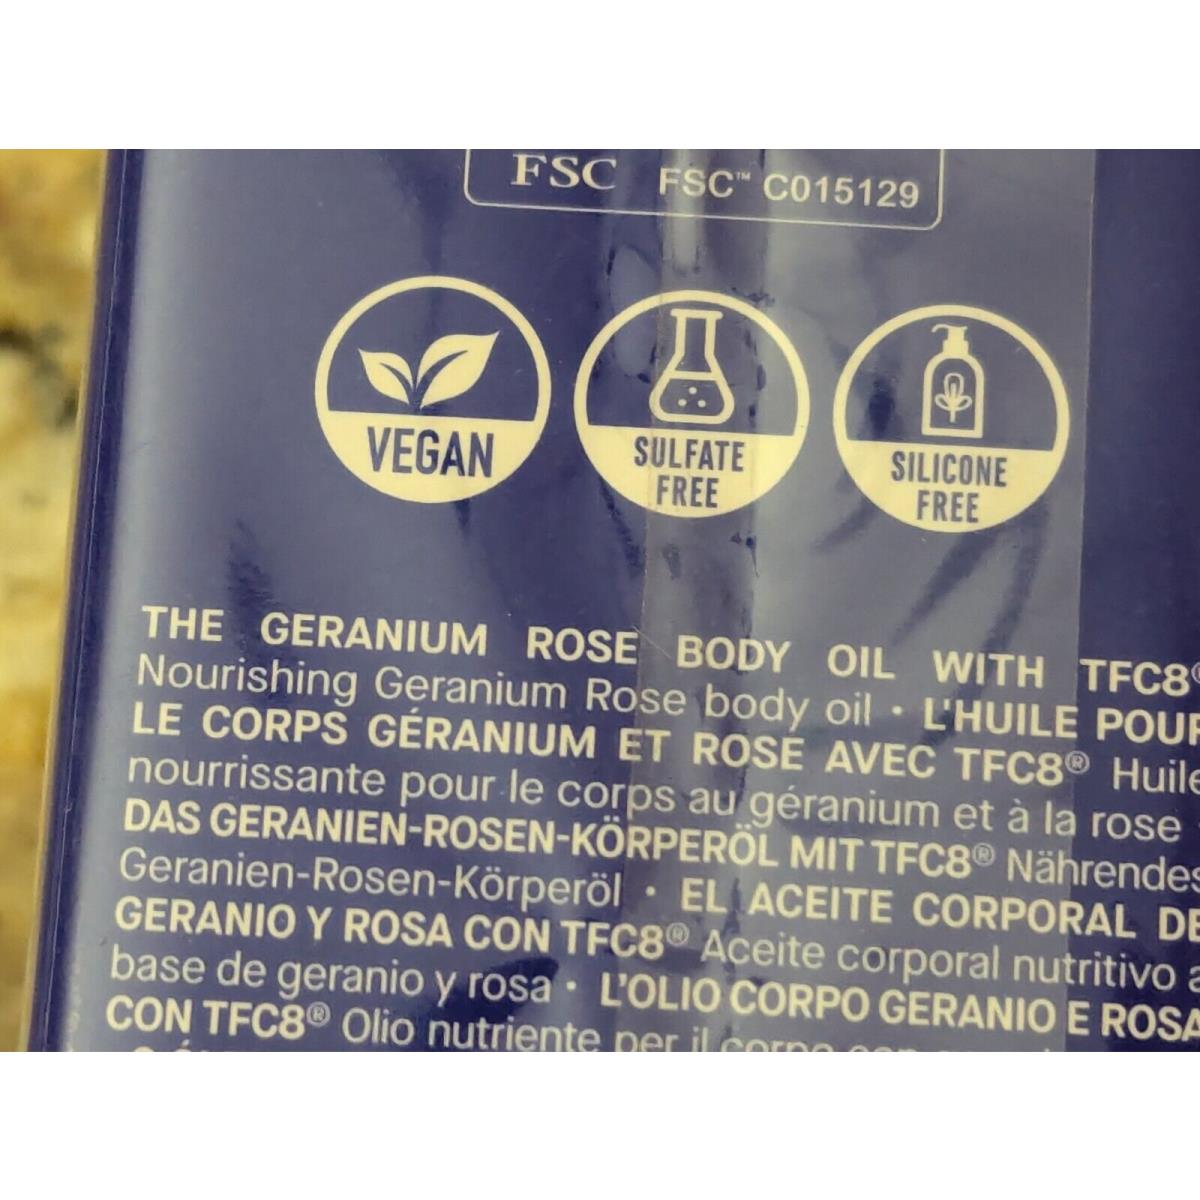 FSC FSC™ C015129
VEGAN
SULFATE
FREE
SILICONE
FREE
THE GERANIUM ROSE BODY OIL WITH TFC8®
Nourishing Geranium Rose body oil • L'HUILE POUR
LE CORPS GÉRANIUM ET ROSE AVEC TFC8® Huile
nourrissante pour le corps au géranium et à la rose
DAS GERANIEN-ROSEN-KÖRPERÖL MIT TFC8® Nährendes
Geranien-Rosen-Körperöl • EL ACEITE CORPORAL DE
GERANIO Y ROSA CON TFC8® Aceite corporal nutritivo a
base de geranio y rosa • L'OLIO CORPO GERANIO E ROSA
CON TFC8® Olio nutriente per il corpo con